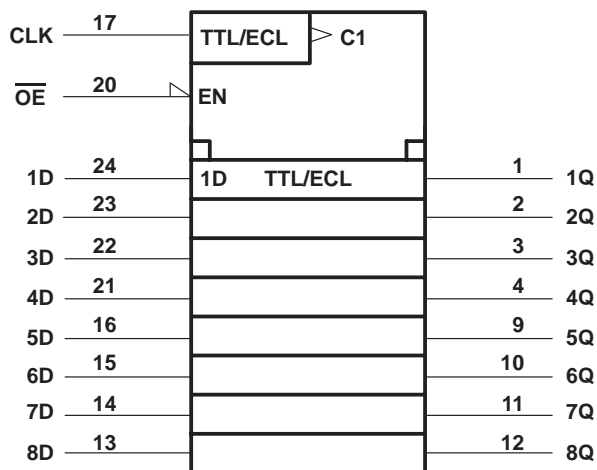 CLK 17 TTL/ECL C1
OE 20 EN
1D 24 1D TTL/ECL 1 1Q
2D 23 2 2Q
3D 22 3 3Q
4D 21 4 4Q
5D 16 9 5Q
6D 15 10 6Q
7D 14 11 7Q
8D 13 12 8Q